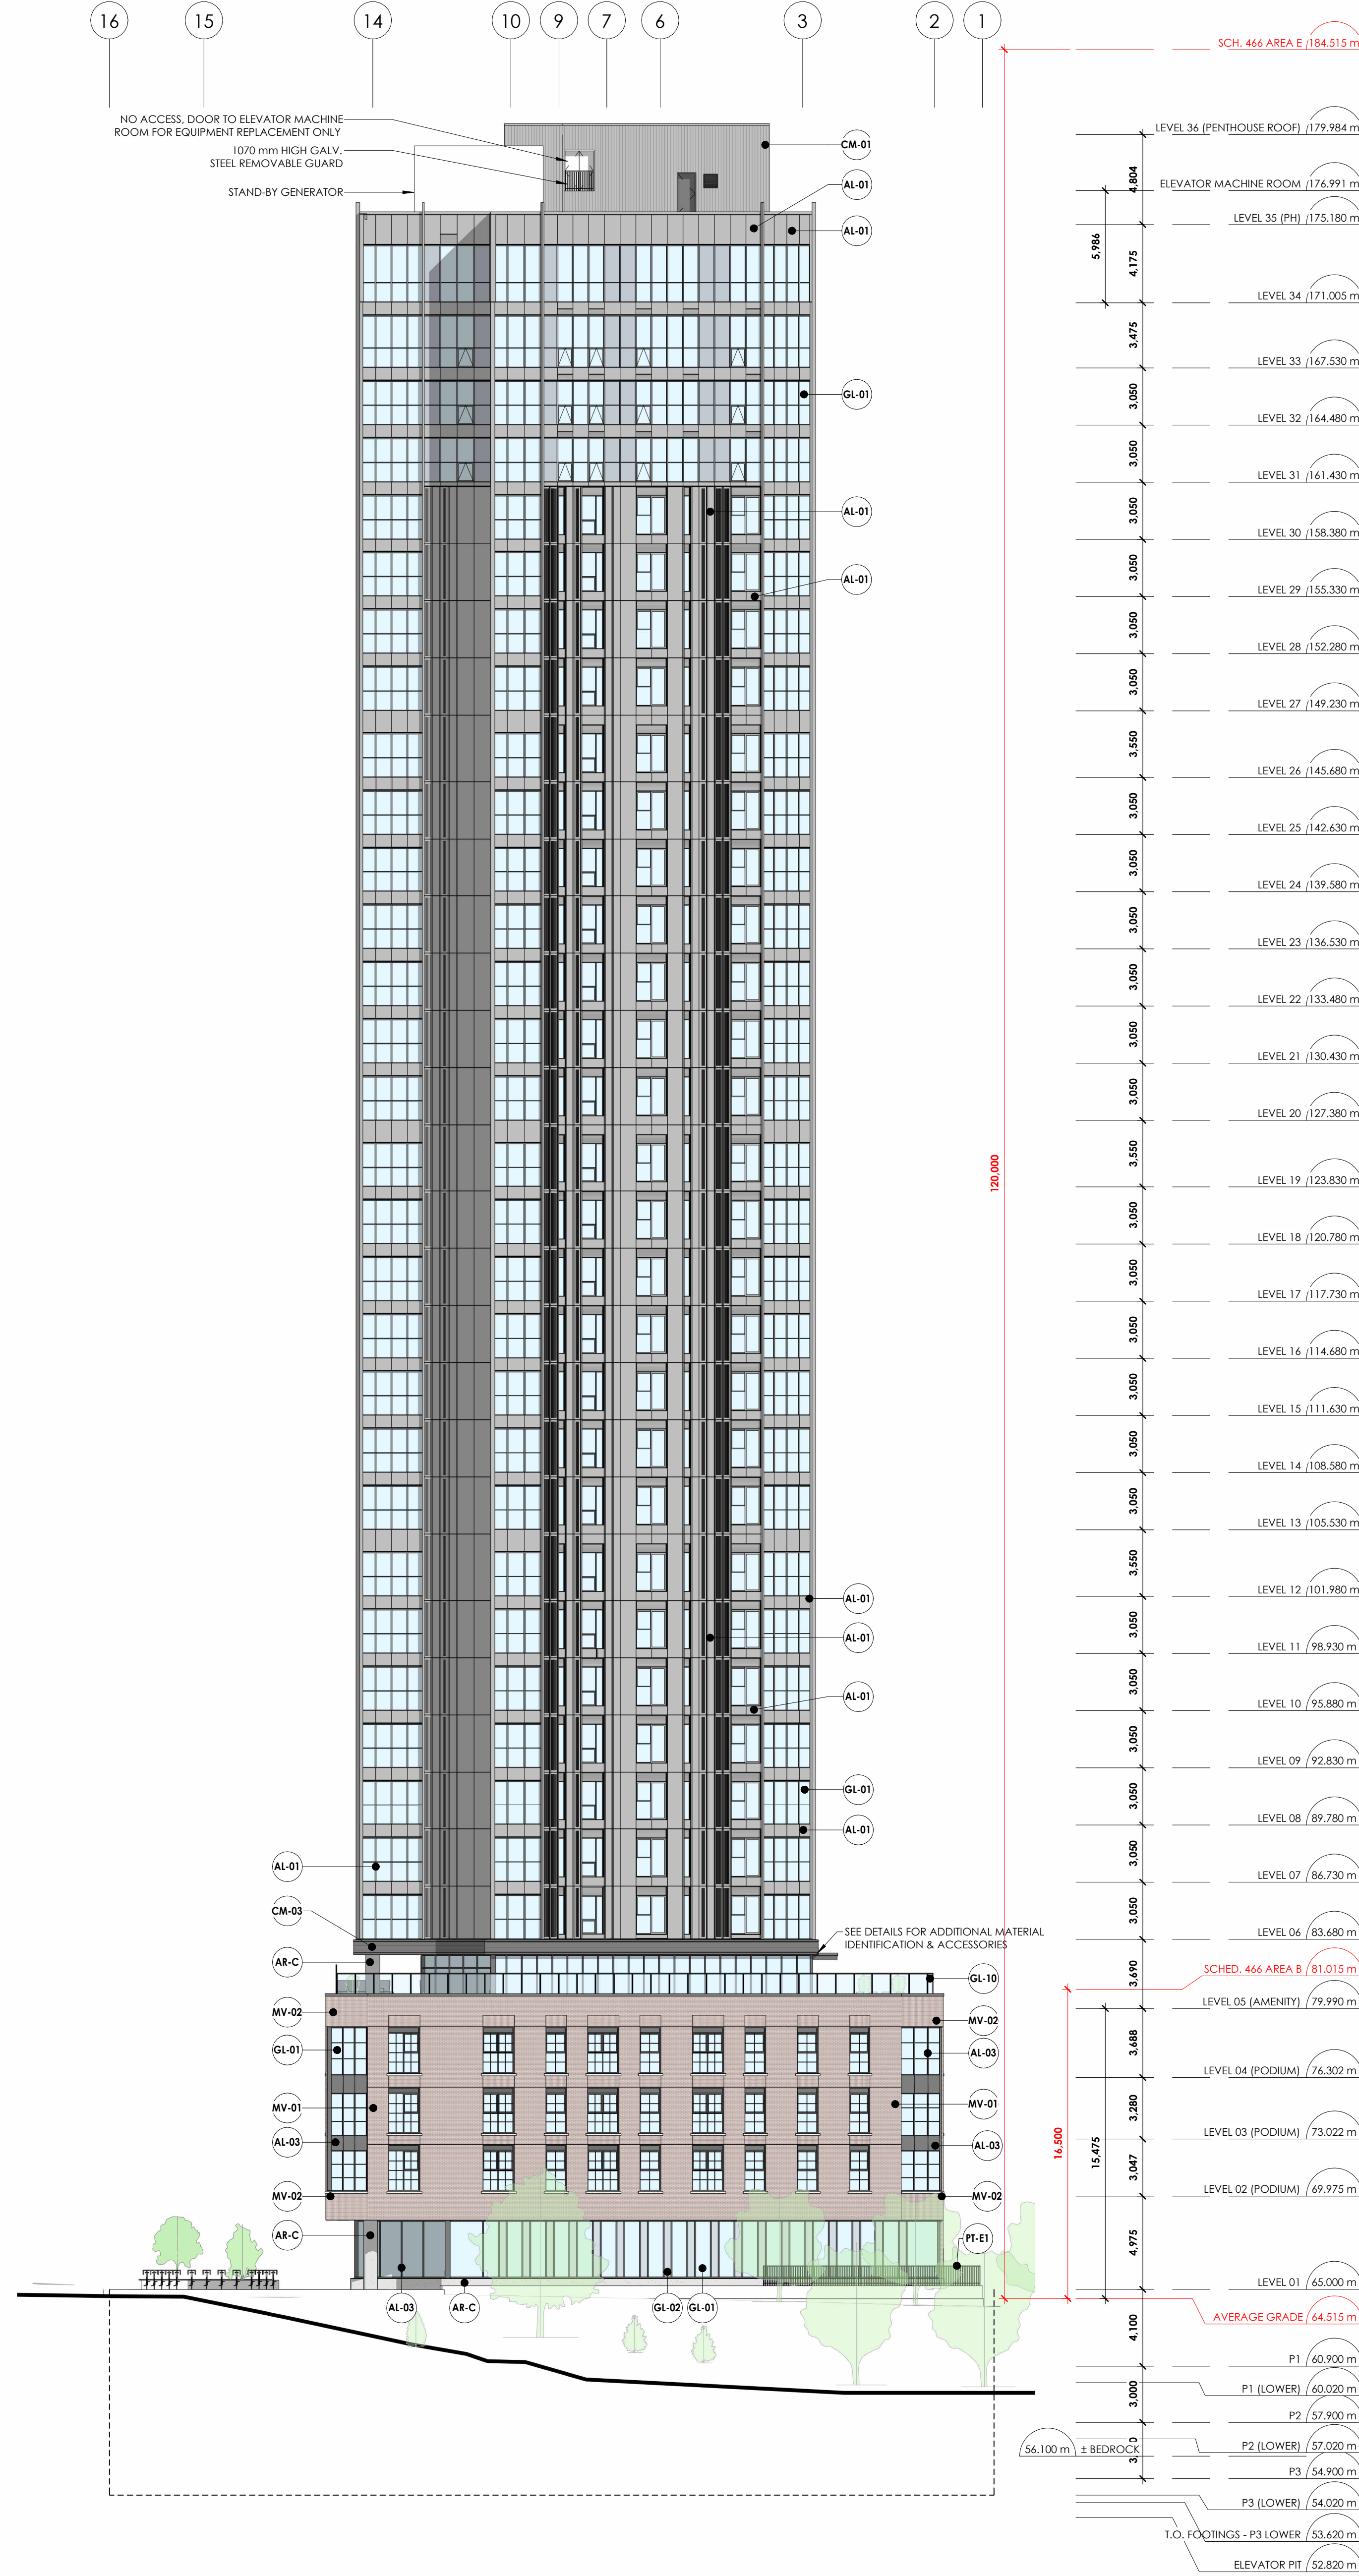 16 15 14 10 9 7 6 3 2 1
SCH. 466 AREA E 184.515 m
NO ACCESS, DOOR TO ELEVATOR MACHINE
ROOM FOR EQUIPMENT REPLACEMENT ONLY
1070 mm HIGH GALV.
STEEL REMOVABLE GUARD
STAND-BY GENERATOR
CM-01
AL-01
AL-01
GL-01
AL-01
AL-01
AL-01
AL-01
AL-01
GL-01
AL-01
AL-01
CM-03
AR-C
MV-02
GL-01
MV-01
AL-03
MV-02
AR-C
SEE DETAILS FOR ADDITIONAL MATERIAL
IDENTIFICATION & ACCESSORIES
GL-10
MV-02
AL-03
MV-01
AL-03
MV-02
PT-E1
AL-03
AR-C
GL-02
GL-01
120,000
16,500
15,475
5,986
4,804
4,175
3,475
3,050
3,050
3,050
3,050
3,050
3,050
3,550
3,050
3,050
3,050
3,050
3,050
3,050
3,550
3,050
3,050
3,050
3,050
3,050
3,050
3,550
3,050
3,050
3,050
3,050
3,050
3,050
3,690
3,688
3,280
3,047
4,975
4,100
3,000
LEVEL 36 (PENTHOUSE ROOF) 179.984 m
ELEVATOR MACHINE ROOM 176.991 m
LEVEL 35 (PH) 175.180 m
LEVEL 34 171.005 m
LEVEL 33 167.530 m
LEVEL 32 164.480 m
LEVEL 31 161.430 m
LEVEL 30 158.380 m
LEVEL 29 155.330 m
LEVEL 28 152.280 m
LEVEL 27 149.230 m
LEVEL 26 145.680 m
LEVEL 25 142.630 m
LEVEL 24 139.580 m
LEVEL 23 136.530 m
LEVEL 22 133.480 m
LEVEL 21 130.430 m
LEVEL 20 127.380 m
LEVEL 19 123.830 m
LEVEL 18 120.780 m
LEVEL 17 117.730 m
LEVEL 16 114.680 m
LEVEL 15 111.630 m
LEVEL 14 108.580 m
LEVEL 13 105.530 m
LEVEL 12 101.980 m
LEVEL 11 98.930 m
LEVEL 10 95.880 m
LEVEL 09 92.830 m
LEVEL 08 89.780 m
LEVEL 07 86.730 m
LEVEL 06 83.680 m
SCHED. 466 AREA B 81.015 m
LEVEL 05 (AMENITY) 79.990 m
LEVEL 04 (PODIUM) 76.302 m
LEVEL 03 (PODIUM) 73.022 m
LEVEL 02 (PODIUM) 69.975 m
LEVEL 01 65.000 m
AVERAGE GRADE 64.515 m
P1 60.900 m
P1 (LOWER) 60.020 m
P2 57.900 m
P2 (LOWER) 57.020 m
56.100 m ± BEDROCK
P3 54.900 m
P3 (LOWER) 54.020 m
T.O. FOOTINGS - P3 LOWER 53.620 m
ELEVATOR PIT 52.820 m